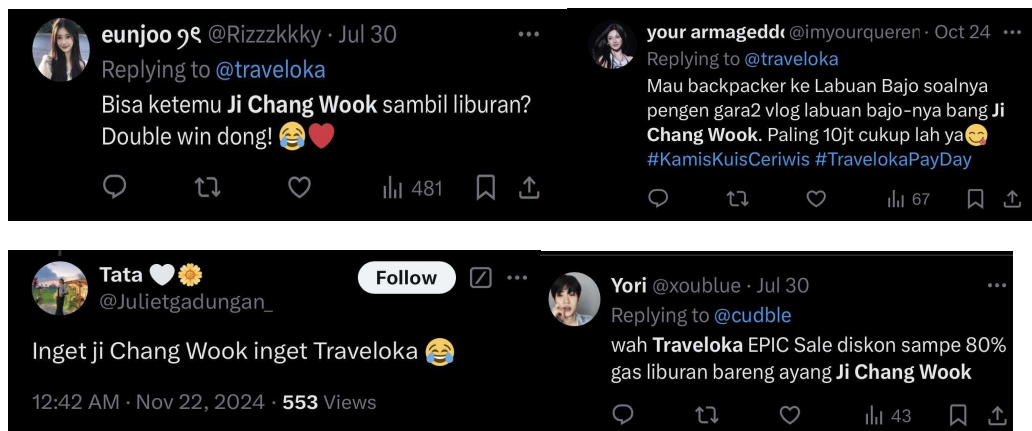 eunjoo ୨ৎ @Rizzzkkky · Jul 30
Replying to @traveloka
Bisa ketemu Ji Chang Wook sambil liburan?
Double win dong! 😂❤️
481
your armageddo @imyourqueren · Oct 24
Replying to @traveloka
Mau backpacker ke Labuan Bajo soalnya
pengen gara2 vlog labuan bajo-nya bang Ji
Chang Wook. Paling 10jt cukup lah ya😋
#KamisKuisCeriwis #TravelokaPayDay
67
Tata 🤍🌼
Follow
@Julietgadungan_
Inget ji Chang Wook inget Traveloka 😂
12:42 AM · Nov 22, 2024 · 553 Views
Yori @xoublue · Jul 30
Replying to @cudble
wah Traveloka EPIC Sale diskon sampe 80%
gas liburan bareng ayang Ji Chang Wook
43